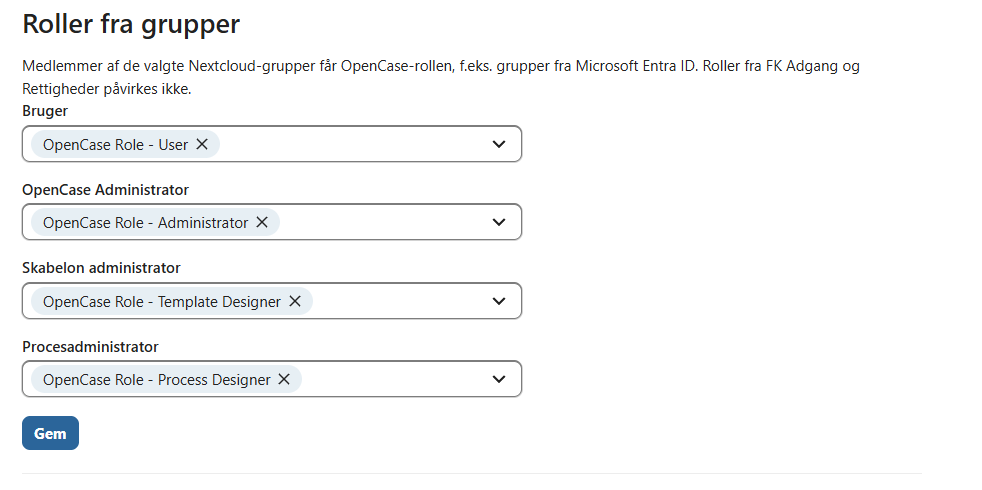 Roller fra grupper
Medlemmer af de valgte Nextcloud-grupper får OpenCase-rollen, f.eks. grupper fra Microsoft Entra ID. Roller fra FK Adgang og
Rettigheder påvirkes ikke.
Bruger
OpenCase Role - User
OpenCase Administrator
OpenCase Role - Administrator
Skabelon administrator
OpenCase Role - Template Designer
Procesadministrator
OpenCase Role - Process Designer
Gem